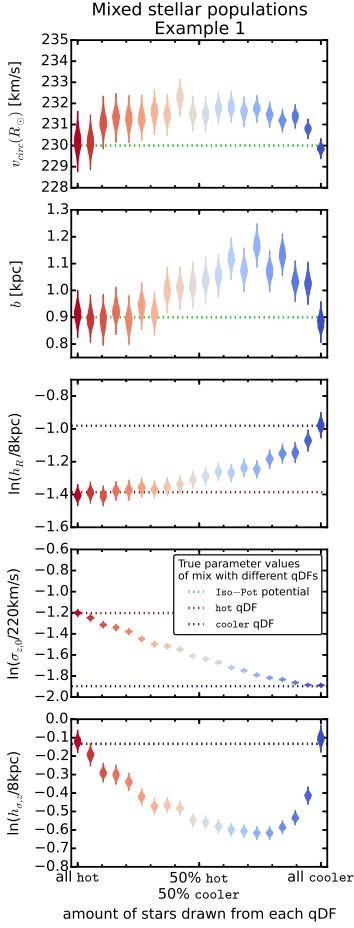 Mixed stellar populations
Example 1
235
234
233
232
231
230
229
228
v_circ(R_⊙) [km/s]
1.3
1.2
1.1
1.0
0.9
0.8
b [kpc]
−0.8
−1.0
−1.2
−1.4
−1.6
ln(h_R/8kpc)
−0.6
−0.8
−1.0
−1.2
−1.4
−1.6
−1.8
−2.0
ln(σ_z,0/220km/s)
True parameter values
of mix with different qDFs
Iso−Pot potential
hot qDF
cooler qDF
0.0
−0.1
−0.2
−0.3
−0.4
−0.5
−0.6
−0.7
−0.8
ln(h_σ,z/8kpc)
all hot
50% hot
50% cooler
all cooler
amount of stars drawn from each qDF